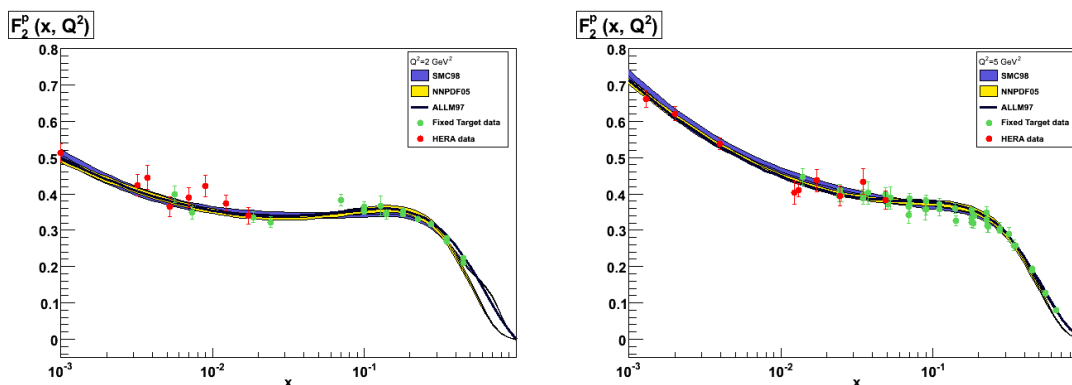 F₂ᵖ (x, Q²)
0.8
0.7
0.6
0.5
0.4
0.3
0.2
0.1
0
10⁻³
10⁻²
10⁻¹
x
Q²=2 GeV²
SMC98
NNPDF05
ALLM97
Fixed Target data
HERA data
F₂ᵖ (x, Q²)
0.8
0.7
0.6
0.5
0.4
0.3
0.2
0.1
0
10⁻³
10⁻²
10⁻¹
x
Q²=5 GeV²
SMC98
NNPDF05
ALLM97
Fixed Target data
HERA data